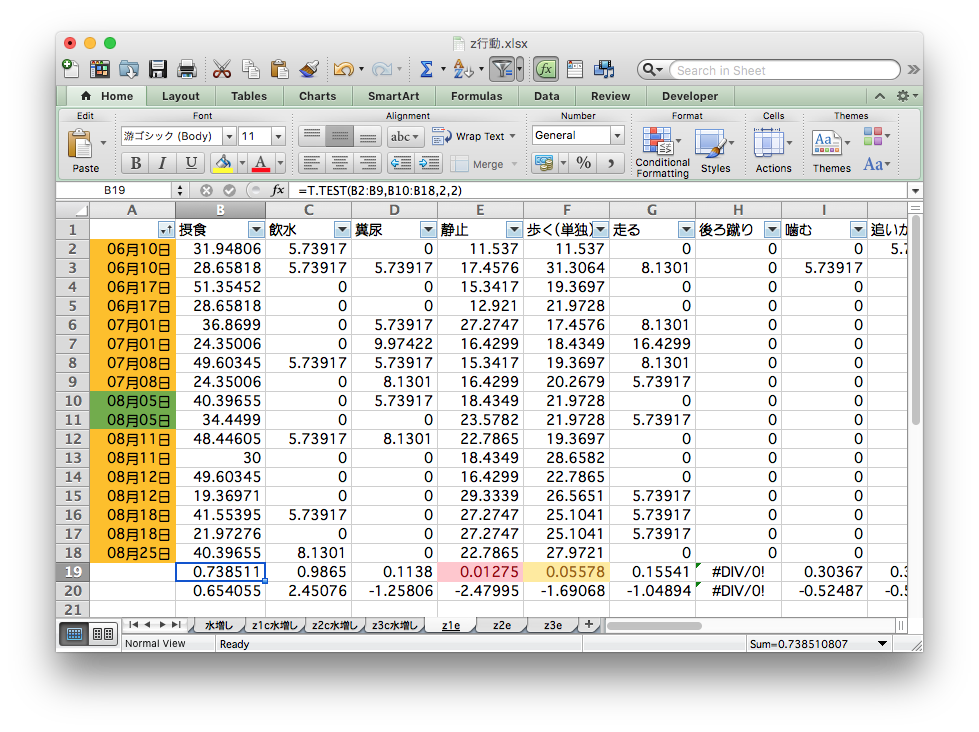 z行動.xlsx
Search in Sheet
Home Layout Tables Charts SmartArt Formulas Data Review Developer
Edit Font Alignment Number Format Cells Themes
游ゴシック (Body) 11 abc Wrap Text General
Paste B I U A Merge % , Conditional Formatting Styles Actions Aa Themes Aa
B19 fx =T.TEST(B2:B9,B10:B18,2,2)
A B C D E F G H I
1 摂食 飲水 糞尿 静止 歩く(単独) 走る 後ろ蹴り 噛む 追いか
2 06月10日 31.94806 5.73917 0 11.537 11.537 0 0 0 5.7
3 06月10日 28.65818 5.73917 5.73917 17.4576 31.3064 8.1301 0 5.73917
4 06月17日 51.35452 0 0 15.3417 19.3697 0 0 0
5 06月17日 28.65818 0 0 12.921 21.9728 0 0 0
6 07月01日 36.8699 0 5.73917 27.2747 17.4576 8.1301 0 0
7 07月01日 24.35006 0 9.97422 16.4299 18.4349 16.4299 0 0
8 07月08日 49.60345 5.73917 5.73917 15.3417 19.3697 8.1301 0 0
9 07月08日 24.35006 0 8.1301 16.4299 20.2679 5.73917 0 0
10 08月05日 40.39655 0 5.73917 18.4349 21.9728 0 0 0
11 08月05日 34.4499 0 0 23.5782 21.9728 5.73917 0 0
12 08月11日 48.44605 5.73917 8.1301 22.7865 19.3697 0 0 0
13 08月11日 30 0 0 18.4349 28.6582 0 0 0
14 08月12日 49.60345 0 0 16.4299 22.7865 0 0 0
15 08月12日 19.36971 0 0 29.3339 26.5651 5.73917 0 0
16 08月18日 41.55395 5.73917 0 27.2747 25.1041 5.73917 0 0
17 08月18日 21.97276 0 0 27.2747 25.1041 5.73917 0 0
18 08月25日 40.39655 8.1301 0 22.7865 27.9721 0 0 0
19 0.738511 0.9865 0.1138 0.01275 0.05578 0.15541 #DIV/0! 0.30367 0.3
20 0.654055 2.45076 -1.25806 -2.47995 -1.69068 -1.04894 #DIV/0! -0.52487 -0.5
21
水増し z1c水増し z2c水増し z3c水増し z1e z2e z3e +
Normal View Ready Sum=0.738510807